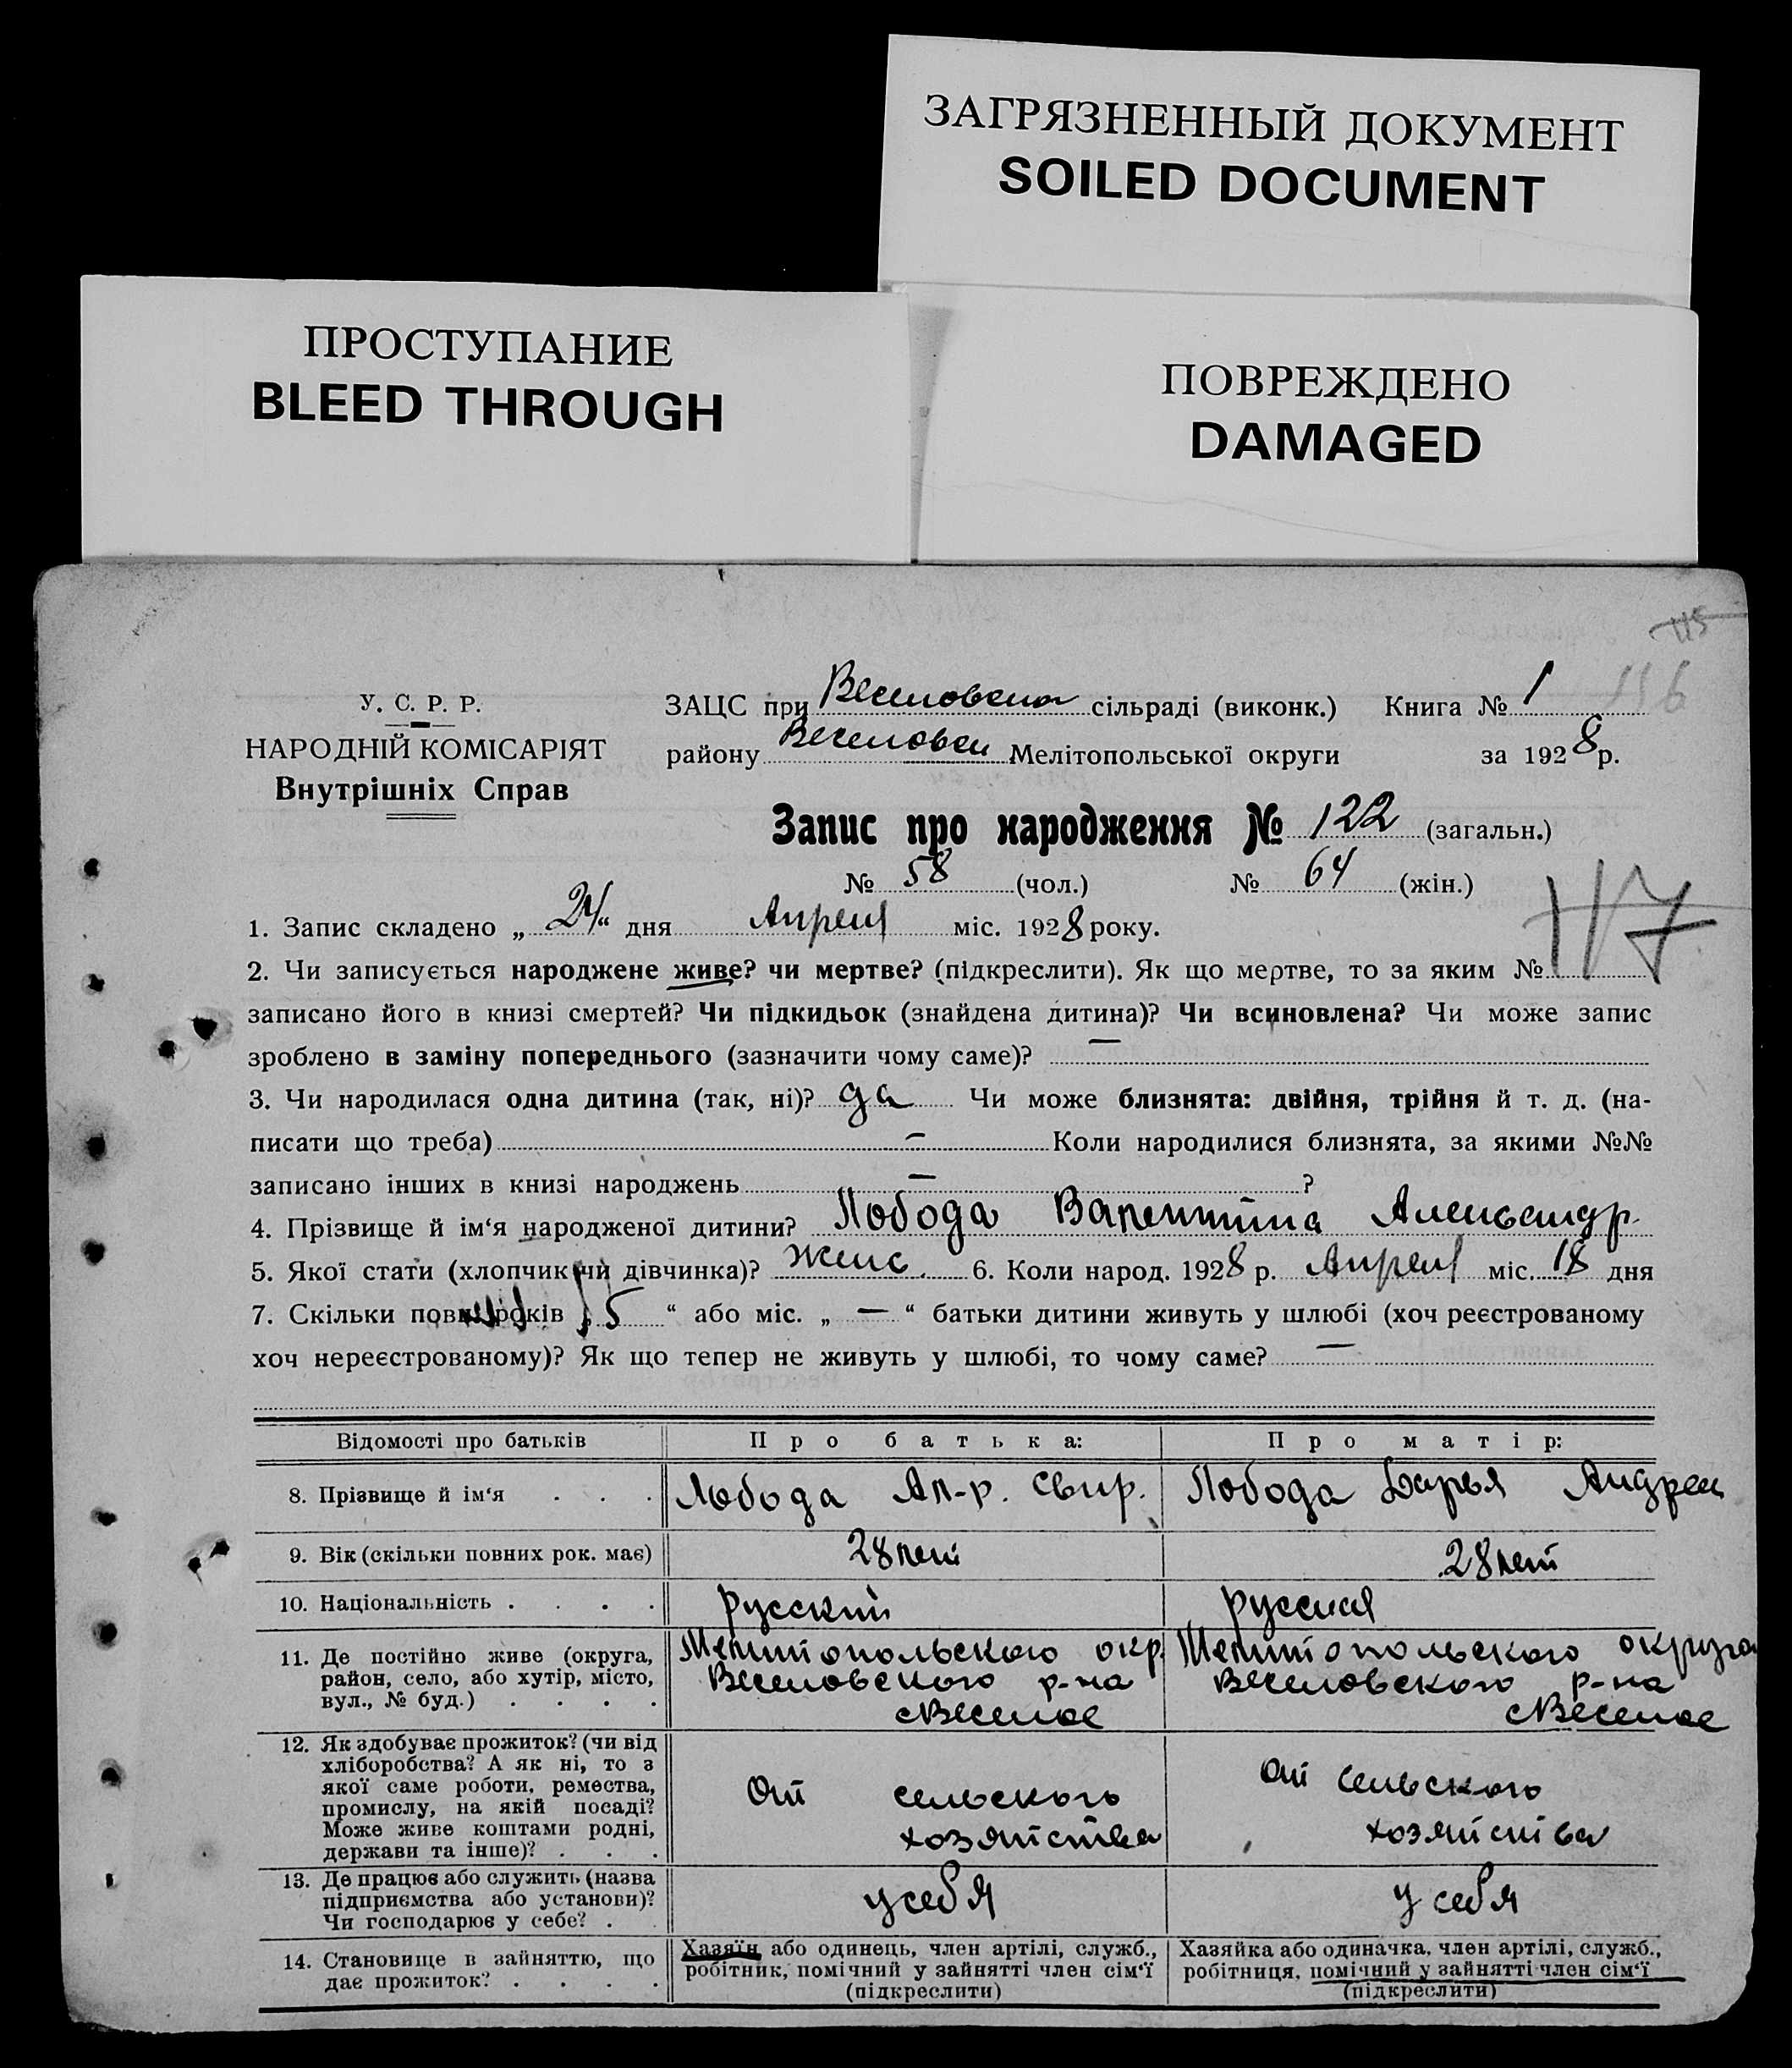 ЗАГРЯЗНЕННЫЙ ДОКУМЕНТ
SOILED DOCUMENT
ПРОСТУПАНИЕ
BLEED THROUGH
ПОВРЕЖДЕНО
DAMAGED
115
116
У. С. Р. Р.
НАРОДНІЙ КОМІСАРІЯТ
Внутрішніх Справ
ЗАЦС при сільраді (виконк.) Книга № 1
району Мелітопольської округи за 1928 р.
Запис про народження № 122 (загальн.)
№ 58 (чол.) № 64 (жін.)
117
1. Запис складено „ 24 “ дня Апреля міс. 1928 року.
2. Чи записується народжене живе? чи мертве? (підкреслити). Як що мертве, то за яким №
записано його в книзі смертей? Чи підкидьок (знайдена дитина)? Чи всиновлена? Чи може запис
зроблено в заміну попереднього (зазначити чому саме)? —
3. Чи народилася одна дитина (так, ні)? да Чи може близнята: двійня, трійня й т. д. (на-
писати що треба) — Коли народилися близнята, за якими №№
записано інших в книзі народжень — ?
4. Прізвище й ім‘я народженої дитини? Лобода Валентина Александр.
5. Якої стати (хлопчик чи дівчинка)? женс. 6. Коли народ. 1928 р. Апреля міс. 18 дня
7. Скільки повних років „ 5 “ або міс. „ — “ батьки дитини живуть у шлюбі (хоч реєстрованому
хоч нереєстрованому)? Як що тепер не живуть у шлюбі, то чому саме? —
Відомості про батьків
Про батька:
Про матір:
8. Прізвище й ім‘я . . .
Лобода Ал-р. Свир.
Лобода Дарья Андреи
9. Вік (скільки повних рок. має)
28 лет
28 лет
10. Національність . . . .
русский
русская
11. Де постійно живе (округа,
район, село, або хутір, місто,
вул., № буд.) . . . .
Мелитопольского окр.
Веселовского р-на
с Веселое
Мелитопольского округа
Веселовского р-на
с Веселое
12. Як здобуває прожиток? (чи від
хліборобства? А як ні, то з
якої саме роботи, ремества,
промислу, на якій посаді?
Може живе коштами родні,
держави та інше)? . . .
От сельского
хозяйства
От сельского
хозяйства
13. Де працює або служить (назва
підприємства або установи)?
Чи господарює у себе? .
у себя
у себя
14. Становище в зайняттю, що
дає прожиток? . . . .
Хазяїн або одинець, член артілі, служб.,
робітник, помічний у зайнятті член сім‘ї
(підкреслити)
Хазяйка або одиначка, член артілі, служб.,
робітниця, помічний у зайнятті член сім‘ї
(підкреслити)